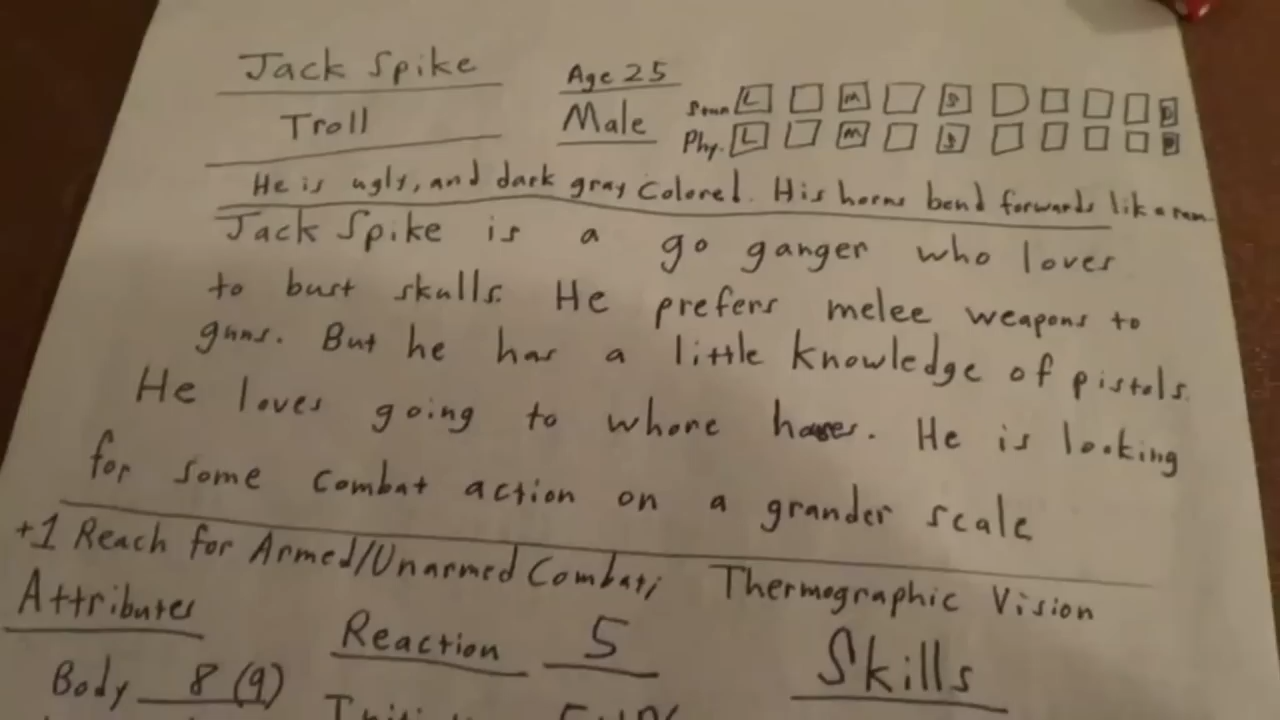 Jack Spike Age 25
Troll Male
Stun L M S D
Phy. L M S D
He is ugly, and dark gray colored. His horns bend forwards like a ram.
Jack Spike is a go ganger who loves
to bust skulls. He prefers melee weapons to
guns. But he has a little knowledge of pistols.
He loves going to whore houses. He is looking
for some combat action on a grander scale
+1 Reach for Armed/Unarmed Combat; Thermographic Vision
Attributes Reaction 5 Skills
Body 8 (9)